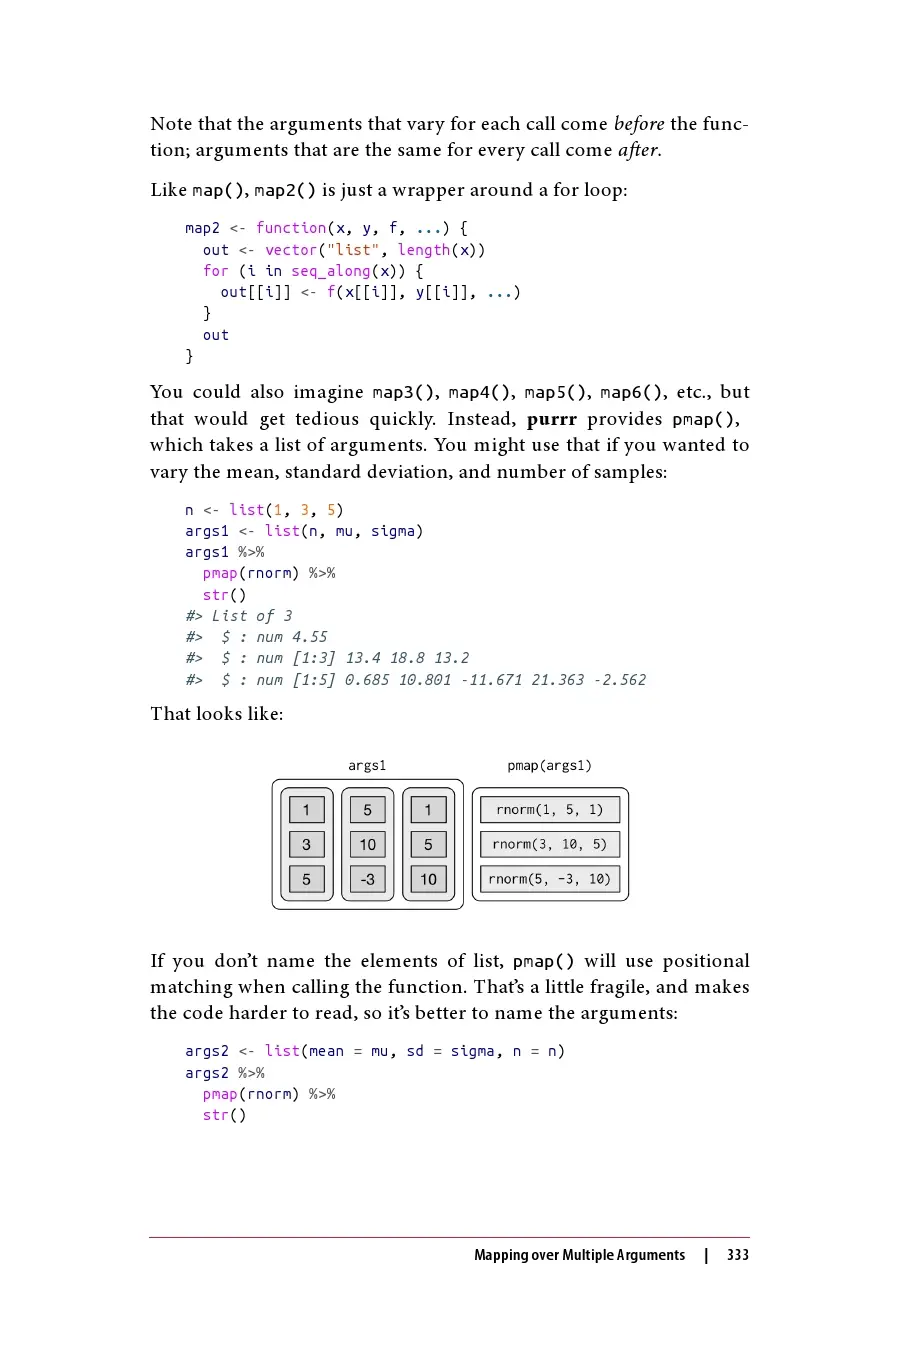 Note that the arguments that vary for each call come before the func-
tion; arguments that are the same for every call come after.
Like map(), map2() is just a wrapper around a for loop:
map2 <- function(x, y, f, ...) {
  out <- vector("list", length(x))
  for (i in seq_along(x)) {
    out[[i]] <- f(x[[i]], y[[i]], ...)
  }
  out
}
You could also imagine map3(), map4(), map5(), map6(), etc., but
that would get tedious quickly. Instead, purrr provides pmap(),
which takes a list of arguments. You might use that if you wanted to
vary the mean, standard deviation, and number of samples:
n <- list(1, 3, 5)
args1 <- list(n, mu, sigma)
args1 %>%
  pmap(rnorm) %>%
  str()
#> List of 3
#>  $ : num 4.55
#>  $ : num [1:3] 13.4 18.8 13.2
#>  $ : num [1:5] 0.685 10.801 -11.671 21.363 -2.562
That looks like:
args1 pmap(args1)
1 5 1 rnorm(1, 5, 1)
3 10 5 rnorm(3, 10, 5)
5 -3 10 rnorm(5, -3, 10)
If you don’t name the elements of list, pmap() will use positional
matching when calling the function. That’s a little fragile, and makes
the code harder to read, so it’s better to name the arguments:
args2 <- list(mean = mu, sd = sigma, n = n)
args2 %>%
  pmap(rnorm) %>%
  str()
Mapping over Multiple Arguments | 333